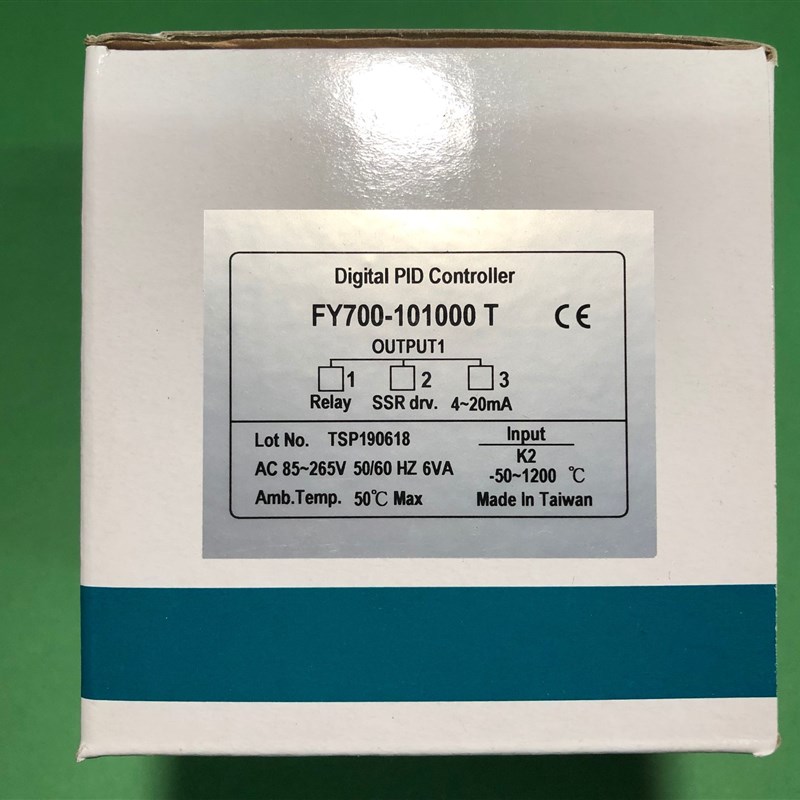 Digital PID Controller
FY700-101000 T CE
OUTPUT1
1 2 3
Relay SSR drv. 4~20mA
Lot No. TSP190618
Input
K2
AC 85~265V 50/60 HZ 6VA
-50~1200 ℃
Amb.Temp. 50℃ Max
Made In Taiwan